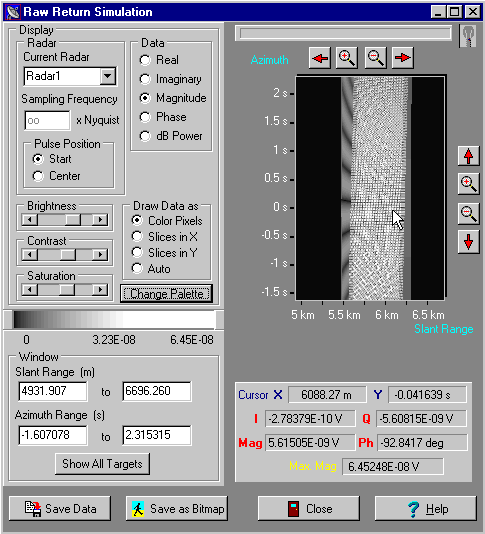 Raw Return Simulation
Display
Radar
Current Radar
Radar1
Sampling Frequency
oo x Nyquist
Pulse Position
Start
Center
Data
Real
Imaginary
Magnitude
Phase
dB Power
Brightness
Contrast
Saturation
Draw Data as
Color Pixels
Slices in X
Slices in Y
Auto
Change Palette
0 3.23E-08 6.45E-08
Window
Slant Range (m)
4931.907 to 6696.260
Azimuth Range (s)
-1.607078 to 2.315315
Show All Targets
Azimuth
2 s
1.5 s
1 s
0.5 s
0 s
-0.5 s
-1 s
-1.5 s
5 km 5.5 km 6 km 6.5 km
Slant Range
Cursor X 6088.27 m Y -0.041639 s
I -2.78379E-10 V Q -5.60815E-09 V
Mag 5.61505E-09 V Ph -92.8417 deg
Max Mag 6.45248E-08 V
Save Data
Save as Bitmap
Close
? Help